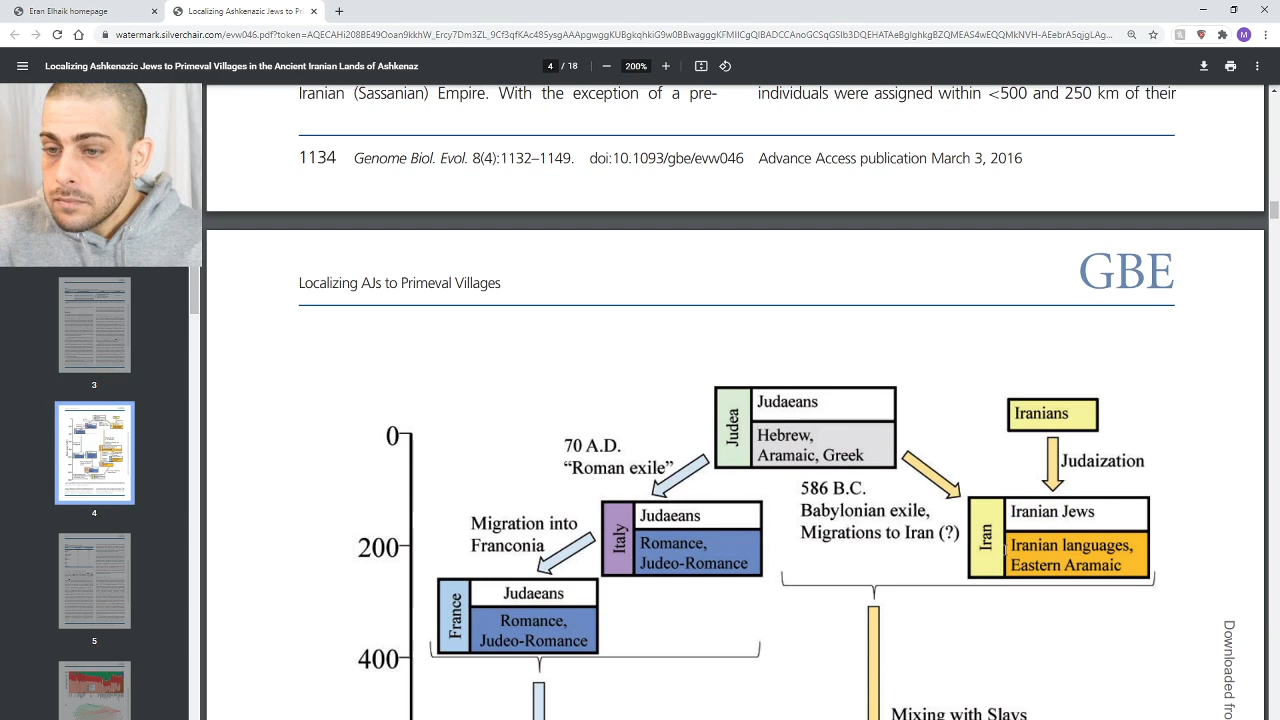 Eran Elhaik homepage
Localizing Ashkenazic Jews to Pri
Localizing Ashkenazic Jews to Primeval Villages in the Ancient Iranian Lands of Ashkenaz
4 / 18
200%
M
Iranian (Sassanian) Empire. With the exception of a pre-
individuals were assigned within <500 and 250 km of their
1134 Genome Biol. Evol. 8(4):1132–1149. doi:10.1093/gbe/evw046 Advance Access publication March 3, 2016
Localizing AJs to Primeval Villages
GBE
Judea
Judaeans
Hebrew,
Aramaic, Greek
Iranians
0
70 A.D.
"Roman exile"
Judaization
586 B.C.
Babylonian exile,
Migrations to Iran (?)
Iran
Iranian Jews
Iranian languages,
Eastern Aramaic
Italy
Judaeans
Romance,
Judeo-Romance
Migration into
Franconia
200
France
Judaeans
Romance,
Judeo-Romance
400
Mixing with Slavs
Downloaded fro
3
4
5